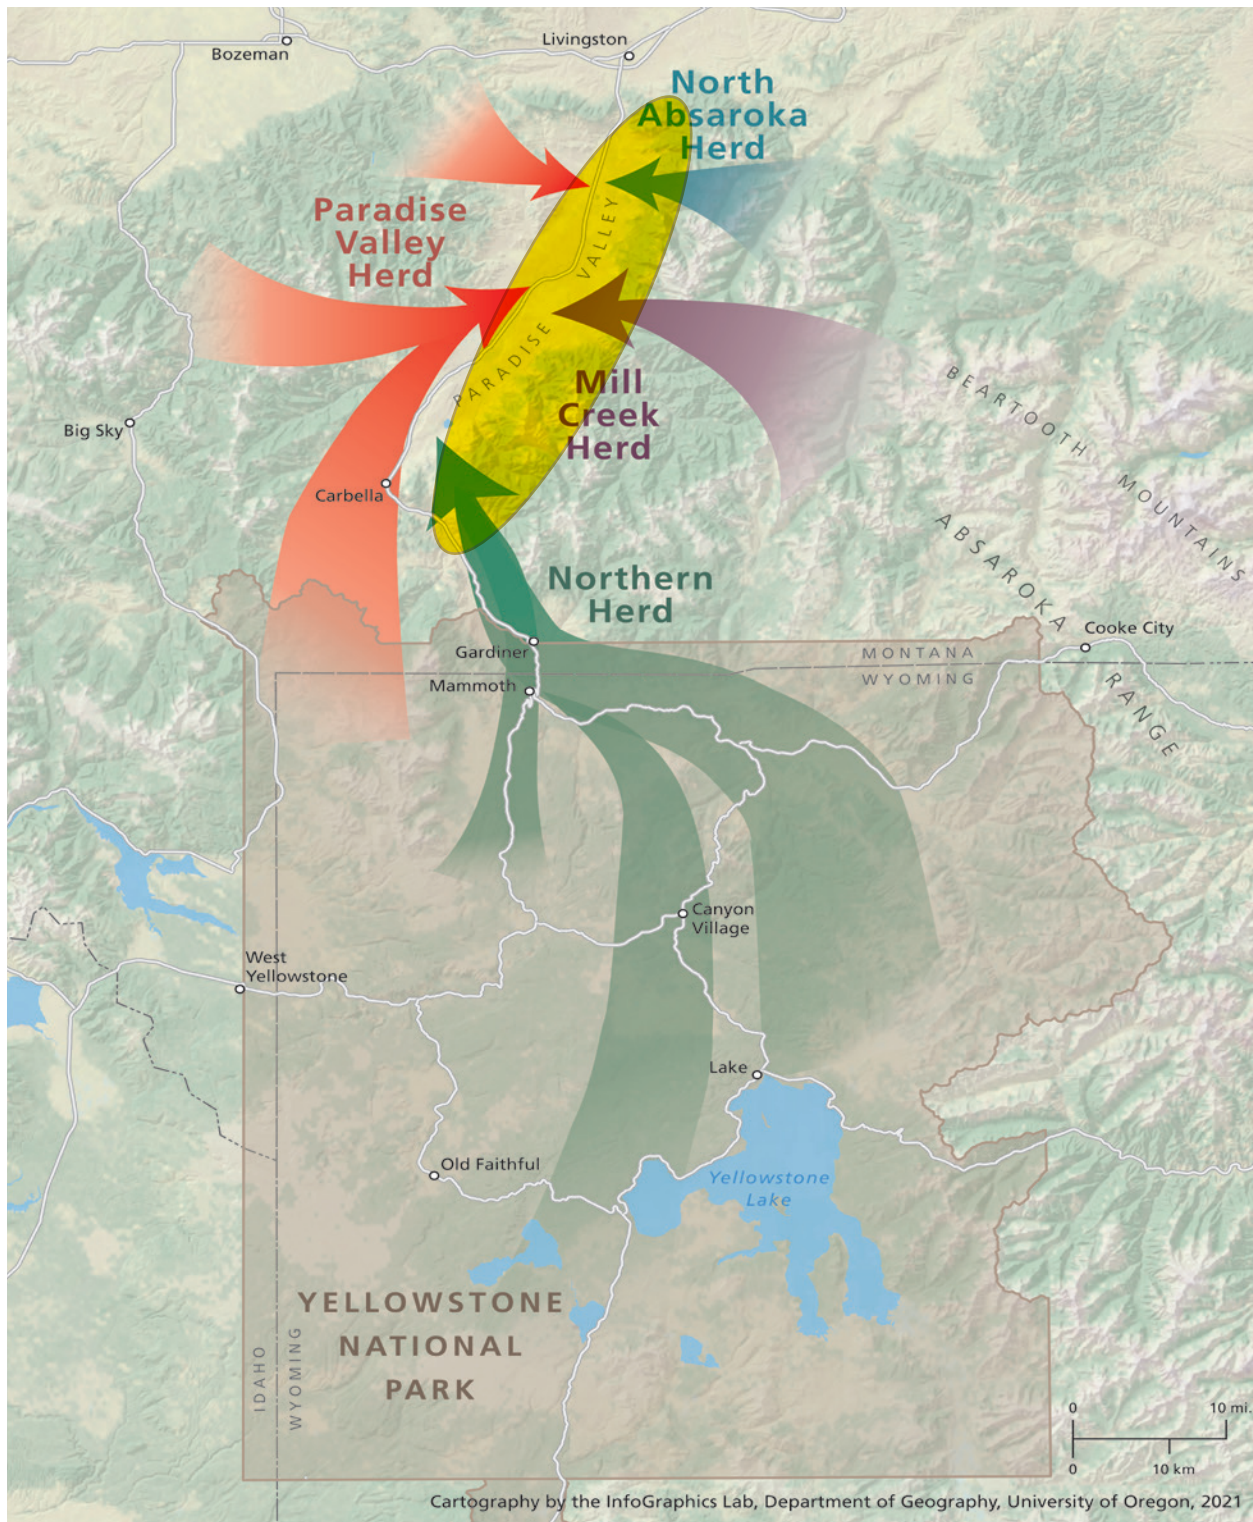 Bozeman
Livingston
North
Absaroka
Herd
Paradise
Valley
Herd
PARADISE VALLEY
Mill
Creek
Herd
BEARTOOTH MOUNTAINS
Big Sky
Carbella
ABSAROKA RANGE
Northern
Herd
Gardiner
Cooke City
MONTANA
WYOMING
Mammoth
Canyon
Village
West
Yellowstone
Lake
Old Faithful
Yellowstone
Lake
YELLOWSTONE
NATIONAL
PARK
IDAHO
WYOMING
0 10 mi.
0 10 km
Cartography by the InfoGraphics Lab, Department of Geography, University of Oregon, 2021